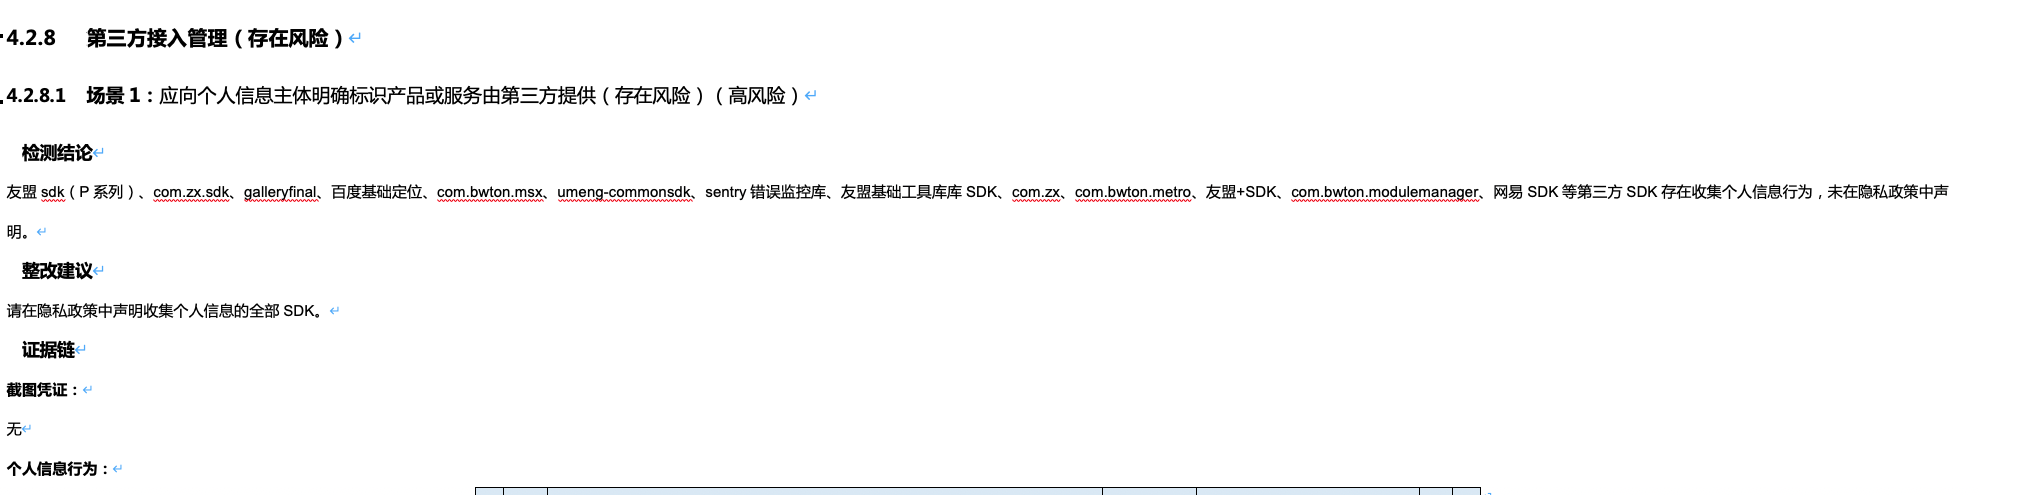 4.2.8 第三方接入管理（存在风险）
4.2.8.1 场景 1：应向个人信息主体明确标识产品或服务由第三方提供（存在风险）（高风险）
检测结论
友盟 sdk（P 系列）、com.zx.sdk、galleryfinal、百度基础定位、com.bwton.msx、umeng-commonsdk、sentry 错误监控库、友盟基础工具库库 SDK、com.zx、com.bwton.metro、友盟+SDK、com.bwton.modulemanager、网易 SDK 等第三方 SDK 存在收集个人信息行为，未在隐私政策中声
明。
整改建议
请在隐私政策中声明收集个人信息的全部 SDK。
证据链
截图凭证：
无
个人信息行为：